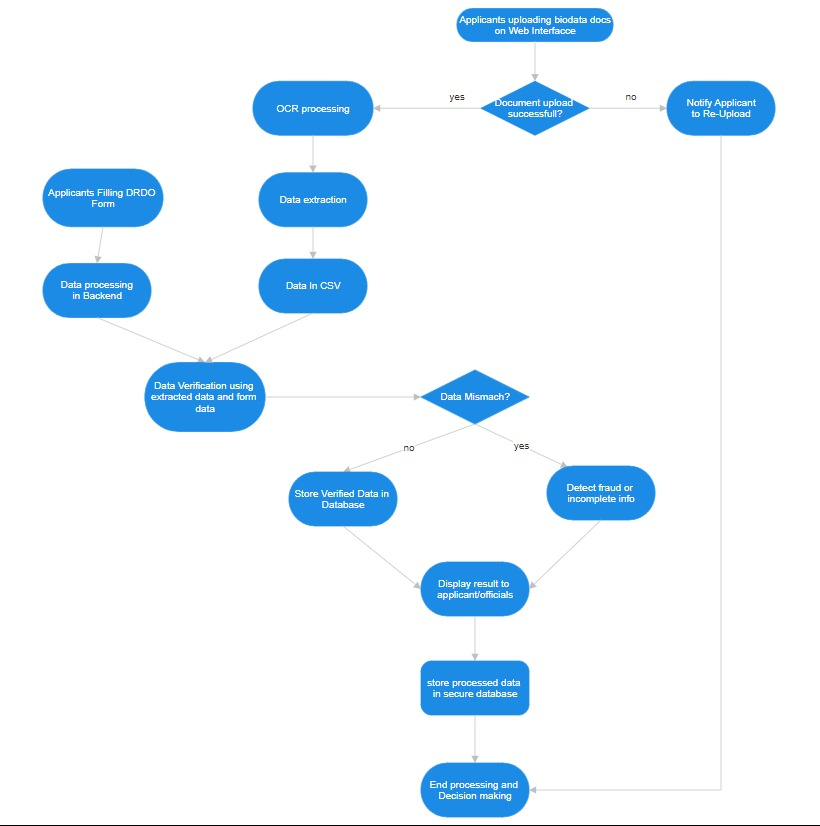 Applicants uploading biodata docs
on Web Interfacce
yes
no
OCR processing
Document upload
successfull?
Notify Applicant
to Re-Upload
Applicants Filling DRDO
Form
Data extraction
Data processing
in Backend
Data In CSV
Data Verification using
extracted data and form
data
Data Mismach?
no
yes
Store Verified Data in
Database
Detect fraud or
incomplete info
Display result to
applicant/officials
store processed data
in secure database
End processing and
Decision making